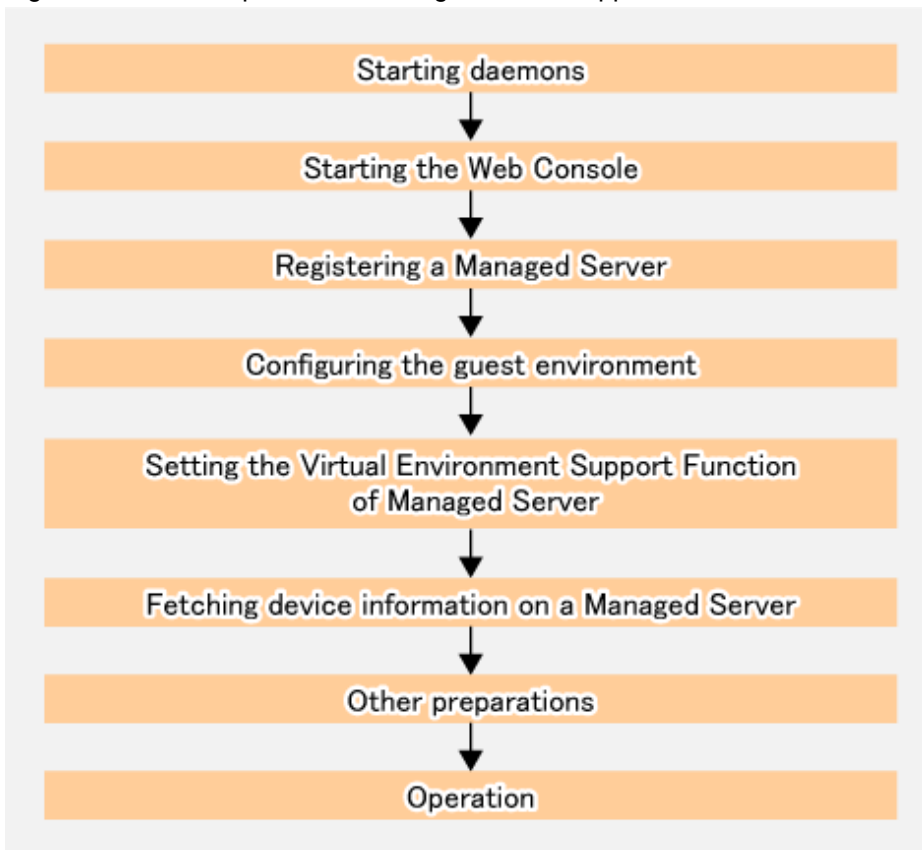 Starting daemons
Starting the Web Console
Registering a Managed Server
Configuring the guest environment
Setting the Virtual Environment Support Function
of Managed Server
Fetching device information on a Managed Server
Other preparations
Operation